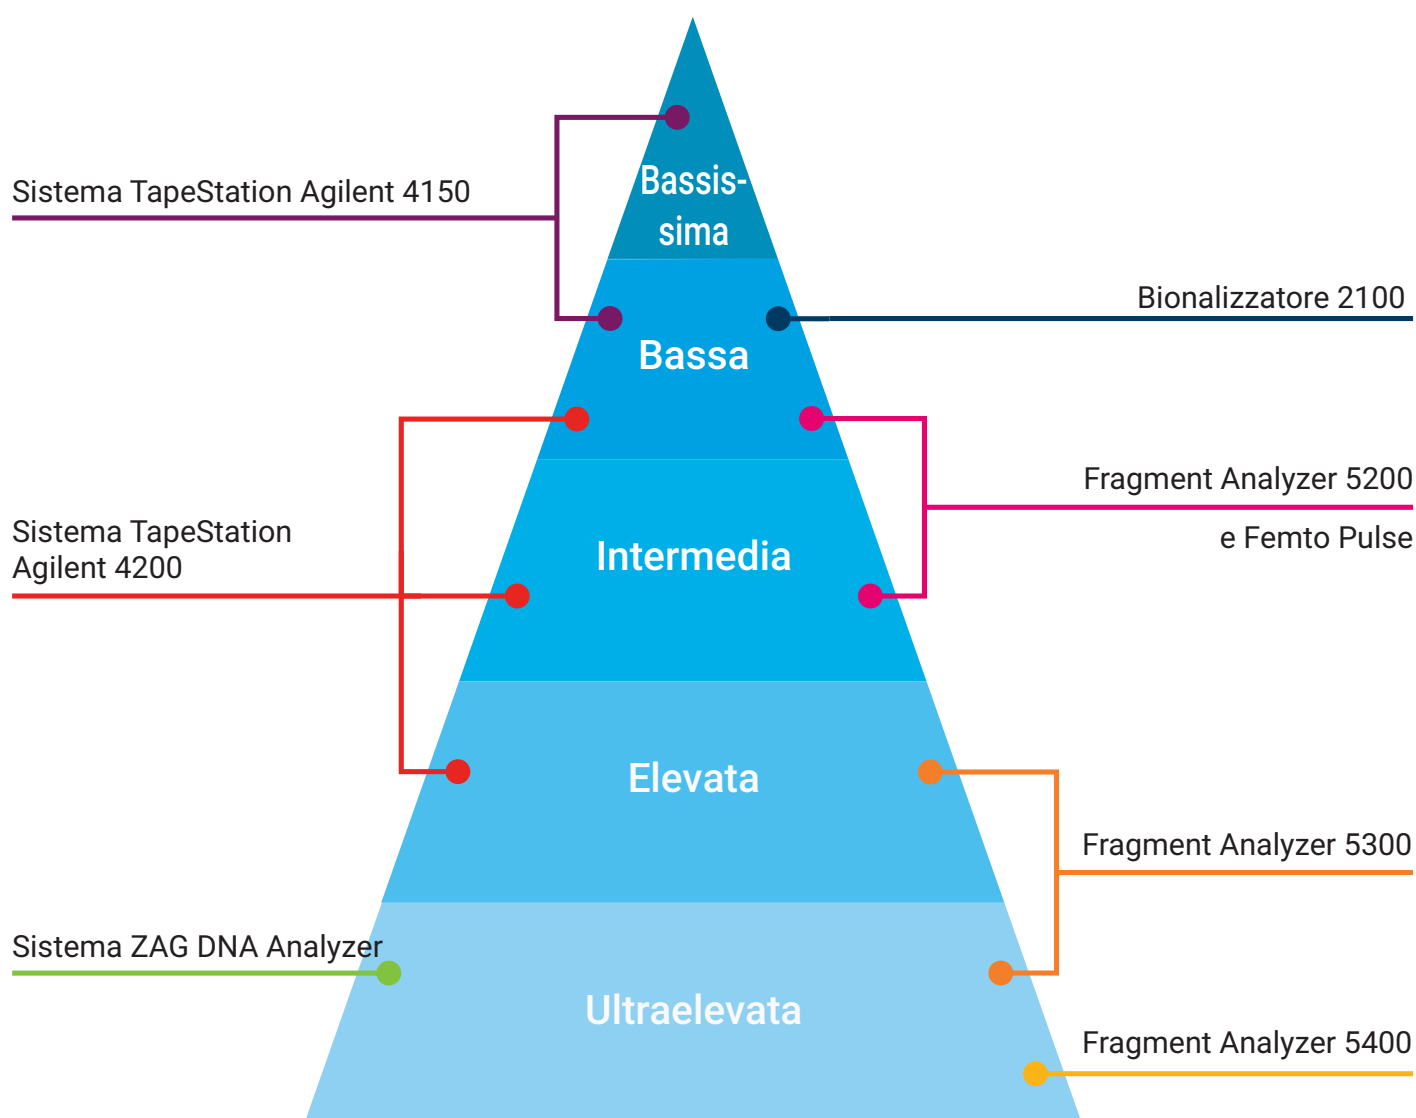 Bassis-
sima
Sistema TapeStation Agilent 4150
Bionalizzatore 2100
Bassa
Fragment Analyzer 5200
e Femto Pulse
Sistema TapeStation
Agilent 4200
Intermedia
Elevata
Fragment Analyzer 5300
Sistema ZAG DNA Analyzer
Ultraelevata
Fragment Analyzer 5400